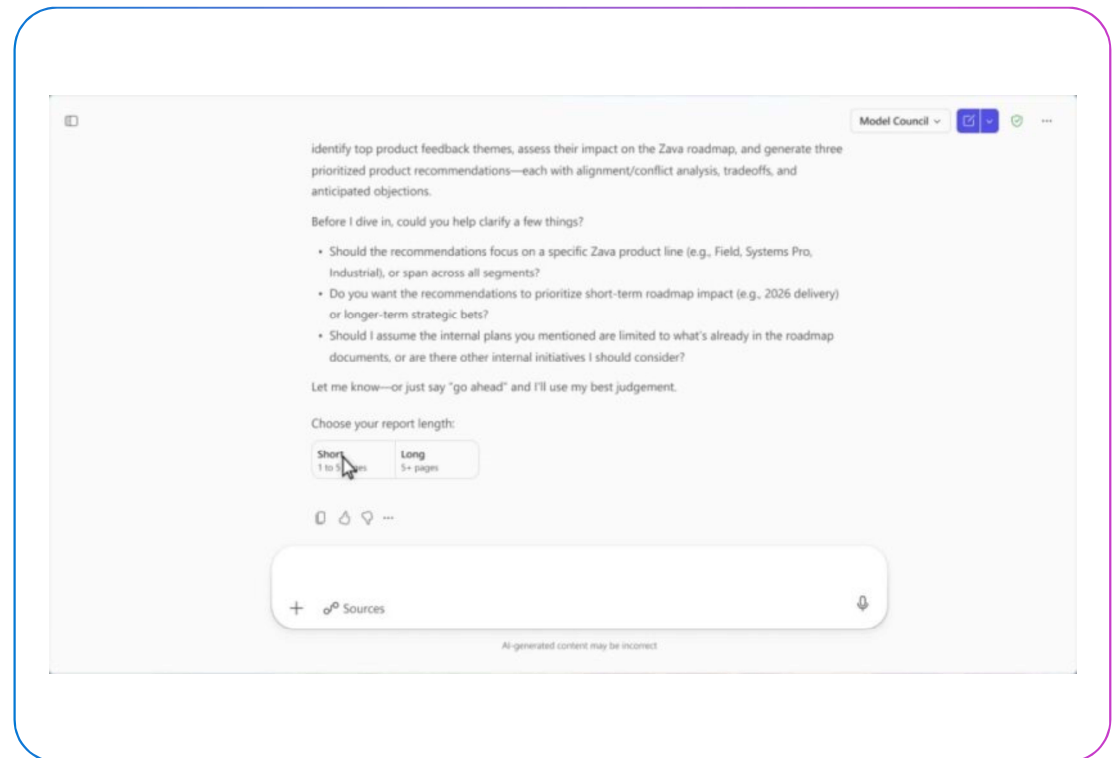 Model Council
identify top product feedback themes, assess their impact on the Zava roadmap, and generate three
prioritized product recommendations—each with alignment/conflict analysis, tradeoffs, and
anticipated objections.
Before I dive in, could you help clarify a few things?
• Should the recommendations focus on a specific Zava product line (e.g., Field, Systems Pro,
Industrial), or span across all segments?
• Do you want the recommendations to prioritize short-term roadmap impact (e.g., 2026 delivery)
or longer-term strategic bets?
• Should I assume the internal plans you mentioned are limited to what's already in the roadmap
documents, or are there other internal initiatives I should consider?
Let me know—or just say "go ahead" and I'll use my best judgement.
Choose your report length:
Short Long
1 to 5 5+ pages
Sources
AI-generated content may be incorrect